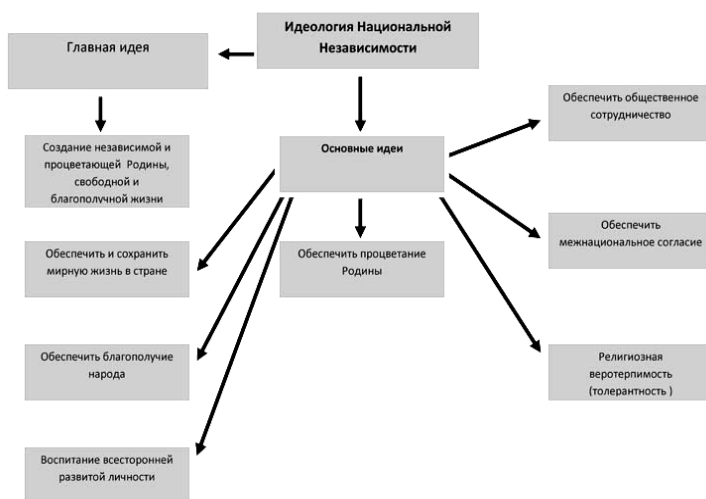 Идеология Национальной
Независимости
Главная идея
Создание независимой и
процветающей Родины,
свободной и
благополучной жизни
Основные идеи
Обеспечить общественное
сотрудничество
Обеспечить и сохранить
мирную жизнь в стране
Обеспечить процветание
Родины
Обеспечить
межнациональное согласие
Обеспечить благополучие
народа
Религиозная
веротерпимость
(толерантность )
Воспитание всесторонней
развитой личности